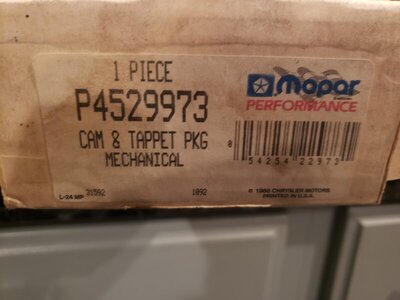 1 PIECE
P4529973
CAM & TAPPET PKG
MECHANICAL
L-24 MP 31592 1092
Mopar
PERFORMANCE
0 54254 22973
© 1988 CHRYSLER MOTORS
PRINTED IN U.S.A.